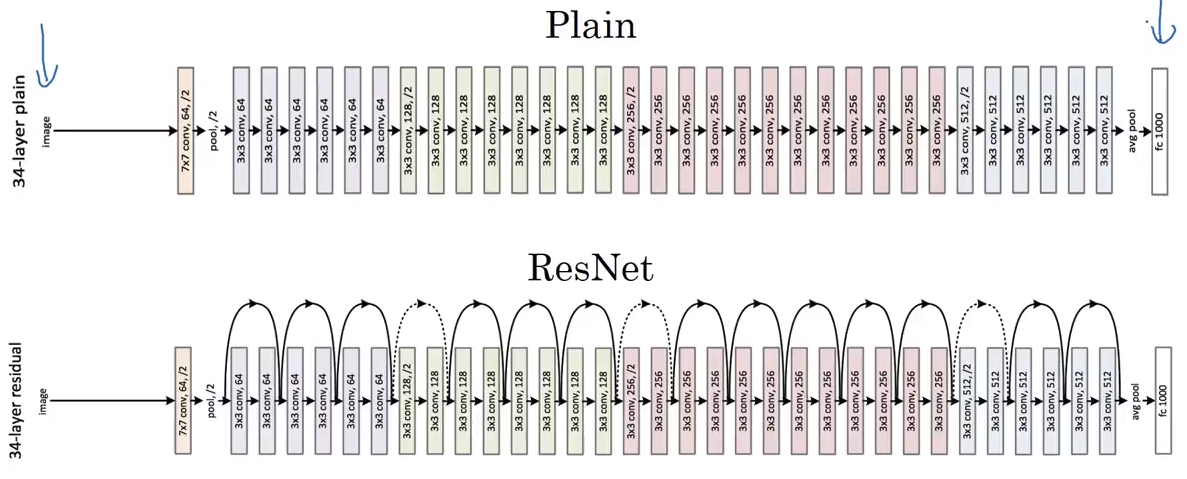 Plain
34-layer plain
image
7x7 conv, 64, /2
pool, /2
3x3 conv, 64
3x3 conv, 64
3x3 conv, 64
3x3 conv, 64
3x3 conv, 64
3x3 conv, 64
3x3 conv, 128, /2
3x3 conv, 128
3x3 conv, 128
3x3 conv, 128
3x3 conv, 128
3x3 conv, 128
3x3 conv, 128
3x3 conv, 128
3x3 conv, 256, /2
3x3 conv, 256
3x3 conv, 256
3x3 conv, 256
3x3 conv, 256
3x3 conv, 256
3x3 conv, 256
3x3 conv, 256
3x3 conv, 256
3x3 conv, 256
3x3 conv, 256
3x3 conv, 256
3x3 conv, 512, /2
3x3 conv, 512
3x3 conv, 512
3x3 conv, 512
3x3 conv, 512
3x3 conv, 512
avg pool
fc 1000
ResNet
34-layer residual
image
7x7 conv, 64, /2
pool, /2
3x3 conv, 64
3x3 conv, 64
3x3 conv, 64
3x3 conv, 64
3x3 conv, 64
3x3 conv, 64
3x3 conv, 128, /2
3x3 conv, 128
3x3 conv, 128
3x3 conv, 128
3x3 conv, 128
3x3 conv, 128
3x3 conv, 128
3x3 conv, 128
3x3 conv, 256, /2
3x3 conv, 256
3x3 conv, 256
3x3 conv, 256
3x3 conv, 256
3x3 conv, 256
3x3 conv, 256
3x3 conv, 256
3x3 conv, 256
3x3 conv, 256
3x3 conv, 256
3x3 conv, 256
3x3 conv, 512, /2
3x3 conv, 512
3x3 conv, 512
3x3 conv, 512
3x3 conv, 512
3x3 conv, 512
avg pool
fc 1000